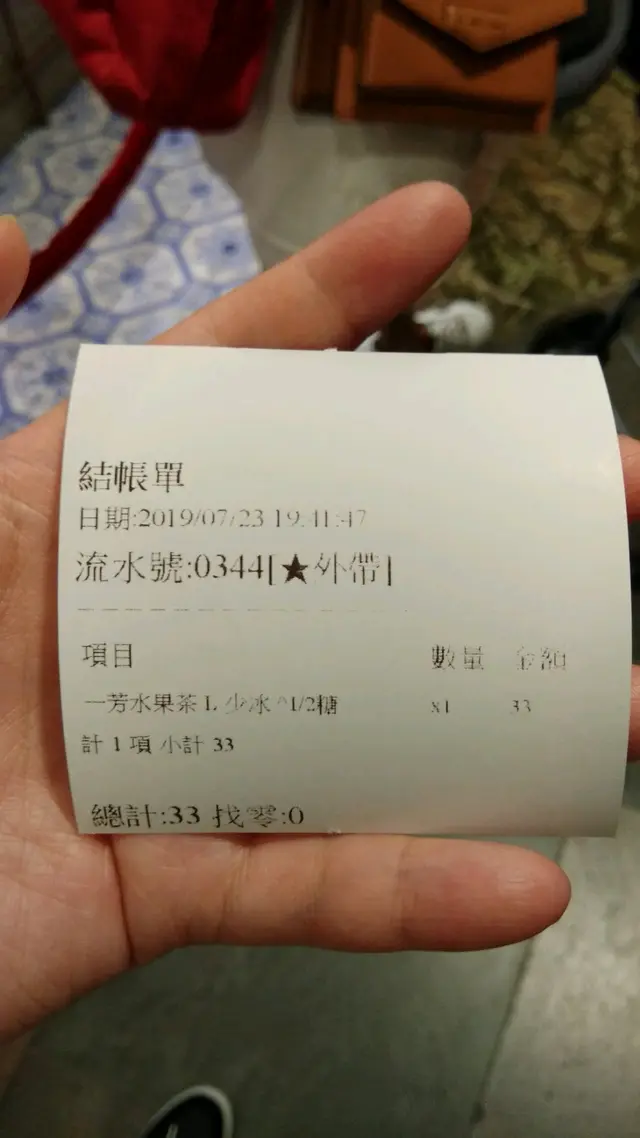 結帳單
日期:2019/07/23 19:41:47
流水號:0344[★外帶]
項目 數量 金額
一芳水果茶 L 少冰 ^1/2糖 x1 33
計 1 項 小計 33
總計:33 找零:0